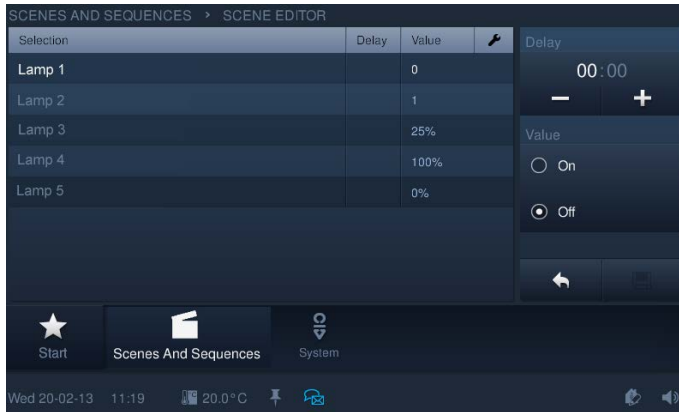 SCENES AND SEQUENCES > SCENE EDITOR
Selection Delay Value
Lamp 1 0
Lamp 2 1
Lamp 3 25%
Lamp 4 100%
Lamp 5 0%
Delay
00:00
Value
On
Off
Start Scenes And Sequences System
Wed 20-02-13 11:19 20.0°C